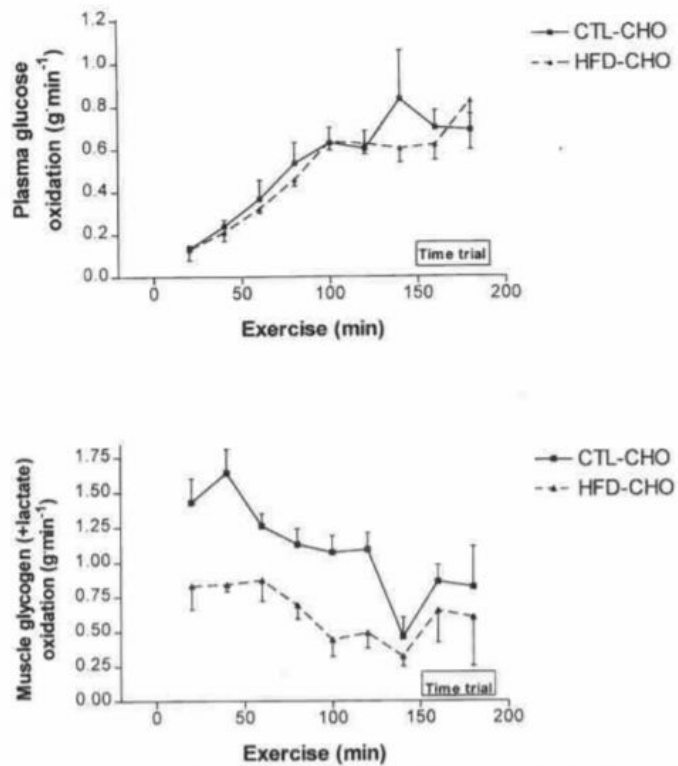 CTL-CHO
HFD-CHO
Plasma glucose
oxidation (g·min⁻¹)
1.2
1.0
0.8
0.6
0.4
0.2
0.0
Time trial
0 50 100 150 200
Exercise (min)
CTL-CHO
HFD-CHO
Muscle glycogen (+lactate)
oxidation (g·min⁻¹)
1.75
1.50
1.25
1.00
0.75
0.50
0.25
0.00
Time trial
0 50 100 150 200
Exercise (min)